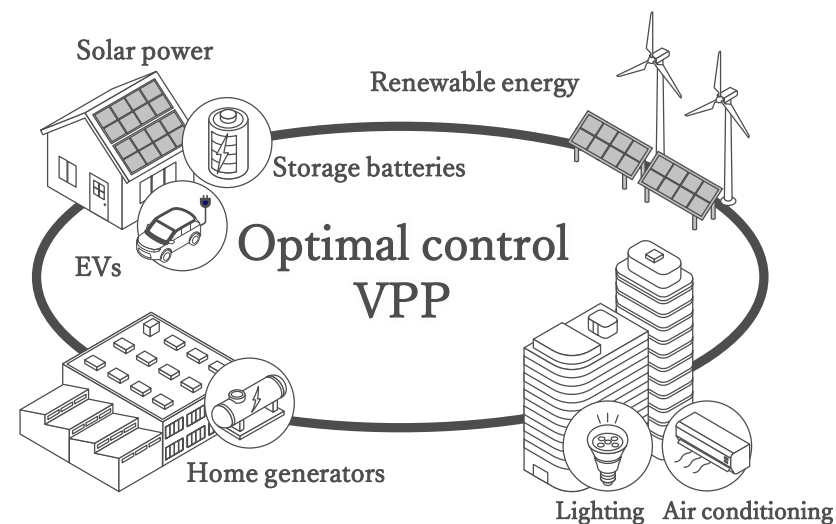 Solar power
Renewable energy
Storage batteries
EVs
Optimal control
VPP
Home generators
Lighting
Air conditioning